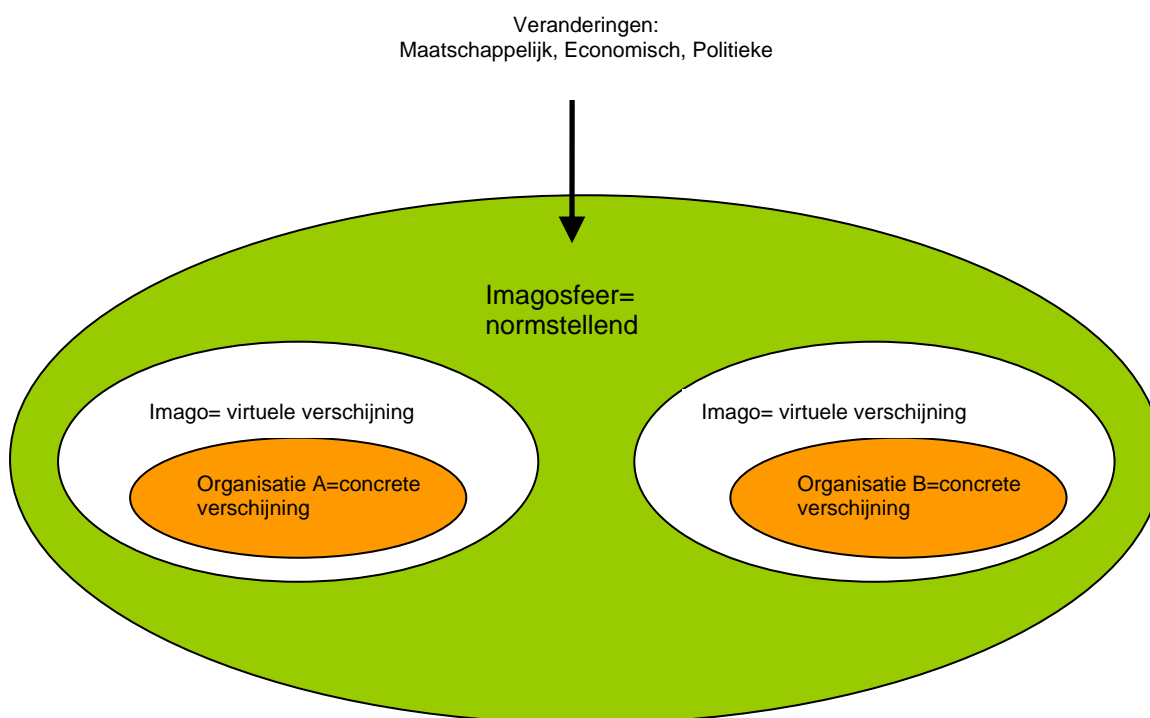 Veranderingen:
Maatschappelijk, Economisch, Politieke
Imagosfeer=
normstellend
Imago= virtuele verschijning
Organisatie A=concrete
verschijning
Imago= virtuele verschijning
Organisatie B=concrete
verschijning